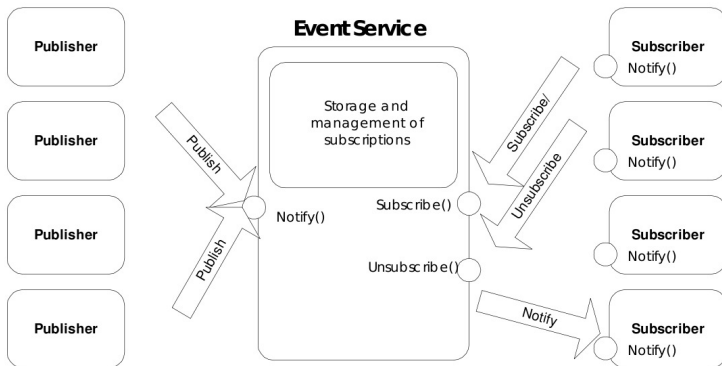 Event Service
Publisher
Publisher
Publisher
Publisher
Publish
Publish
Storage and
management of
subscriptions
Notify()
Subscribe()
Unsubscribe()
Subscribe/
Unsubscribe
Notify
Subscriber
Notify()
Subscriber
Notify()
Subscriber
Notify()
Subscriber
Notify()